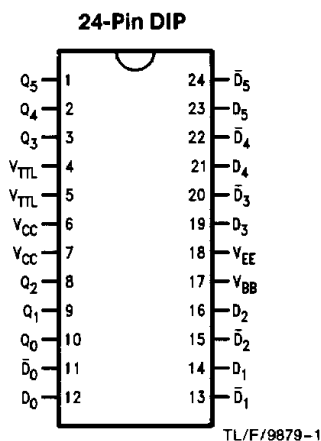 24-Pin DIP
Q5 1 24 D̅5
Q4 2 23 D5
Q3 3 22 D̅4
VTTL 4 21 D4
VTTL 5 20 D̅3
VCC 6 19 D3
VCC 7 18 VEE
Q2 8 17 VBB
Q1 9 16 D2
Q0 10 15 D̅2
D̅0 11 14 D1
D0 12 13 D̅1
TL/F/9879-1